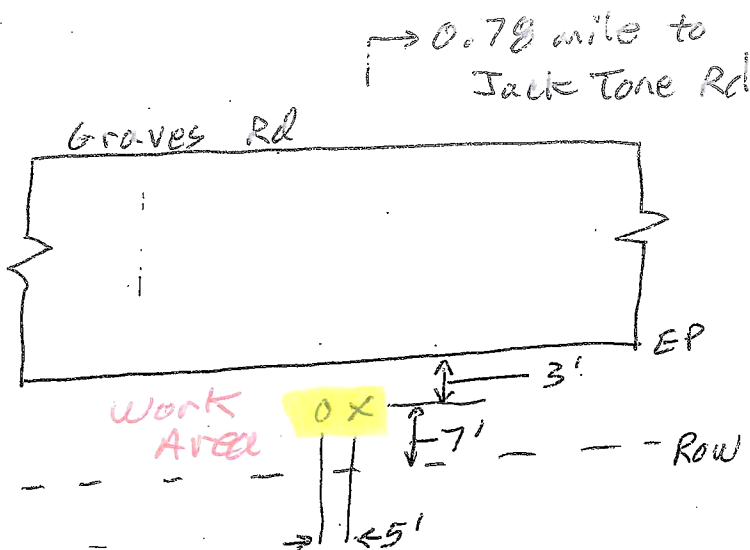 0.78 mile to
Jack Tone Rd
Graves Rd
EP
3'
Work
Area
O X
7'
ROW
5'